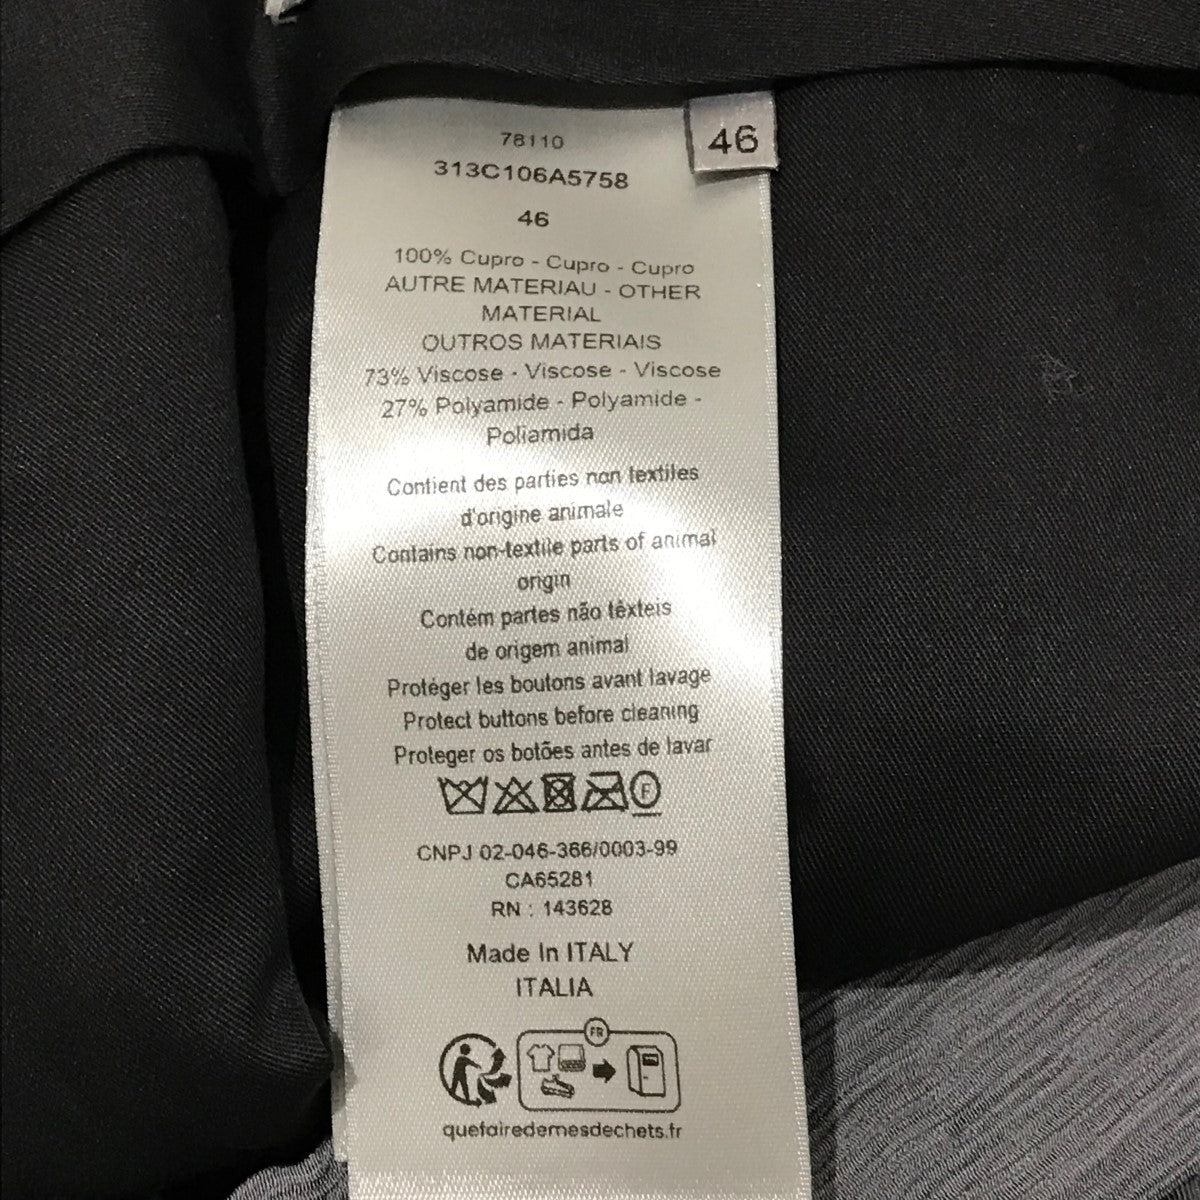 78110
46
313C106A5758
46
100% Cupro - Cupro - Cupro
AUTRE MATERIAU - OTHER
MATERIAL
OUTROS MATERIAIS
73% Viscose - Viscose - Viscose
27% Polyamide - Polyamide -
Poliamida
Contient des parties non textiles
d'origine animale
Contains non-textile parts of animal
origin
Contém partes não têxteis
de origem animal
Protéger les boutons avant lavage
Protect buttons before cleaning
Proteger os botões antes de lavar
F
CNPJ 02-046-366/0003-99
CA65281
RN : 143628
Made In ITALY
ITALIA
FR
quefairedemesdechets.fr